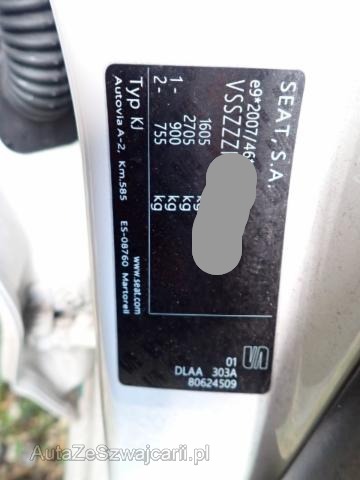 SEAT, S.A.
e9*2007/46*
VSSZZZ
1605 kg
2705 kg
1- 900 kg
2- 755 kg
Typ KJ
Autovia A-2, Km.585 ES-08760 Martorell
www.seat.com
01
DLAA 303A
80624509
AutaZeSzwajcarii.pl